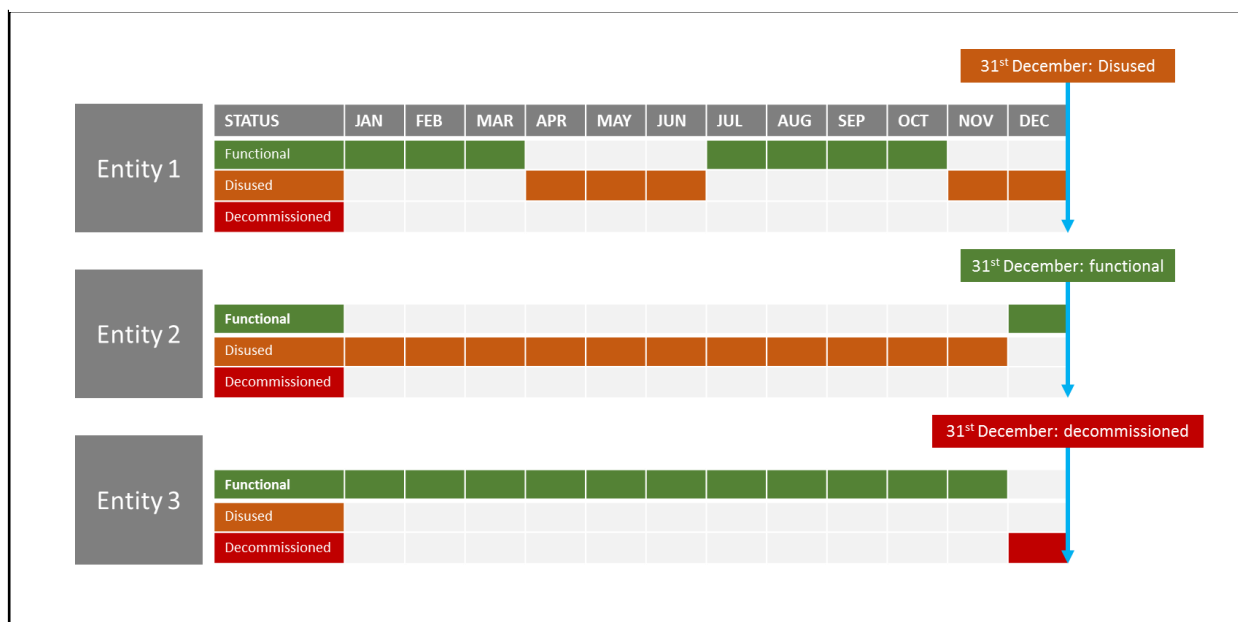 31st December: Disused
Entity 1
STATUS JAN FEB MAR APR MAY JUN JUL AUG SEP OCT NOV DEC
Functional
Disused
Decommissioned
31st December: functional
Entity 2
Functional
Disused
Decommissioned
31st December: decommissioned
Entity 3
Functional
Disused
Decommissioned